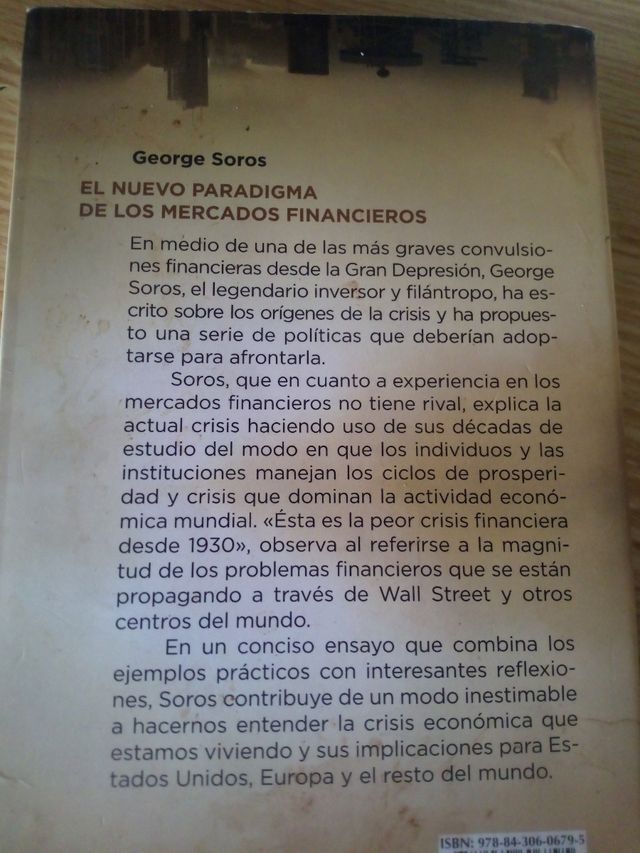 George Soros
EL NUEVO PARADIGMA
DE LOS MERCADOS FINANCIEROS
En medio de una de las más graves convulsio-
nes financieras desde la Gran Depresión, George
Soros, el legendario inversor y filántropo, ha es-
crito sobre los orígenes de la crisis y ha propues-
to una serie de políticas que deberían adop-
tarse para afrontarla.
Soros, que en cuanto a experiencia en los
mercados financieros no tiene rival, explica la
actual crisis haciendo uso de sus décadas de
estudio del modo en que los individuos y las
instituciones manejan los ciclos de prosperi-
dad y crisis que dominan la actividad econó-
mica mundial. «Ésta es la peor crisis financiera
desde 1930», observa al referirse a la magni-
tud de los problemas financieros que se están
propagando a través de Wall Street y otros
centros del mundo.
En un conciso ensayo que combina los
ejemplos prácticos con interesantes reflexio-
nes, Soros contribuye de un modo inestimable
a hacernos entender la crisis económica que
estamos viviendo y sus implicaciones para Es-
tados Unidos, Europa y el resto del mundo.
ISBN: 978-84-306-0679-5